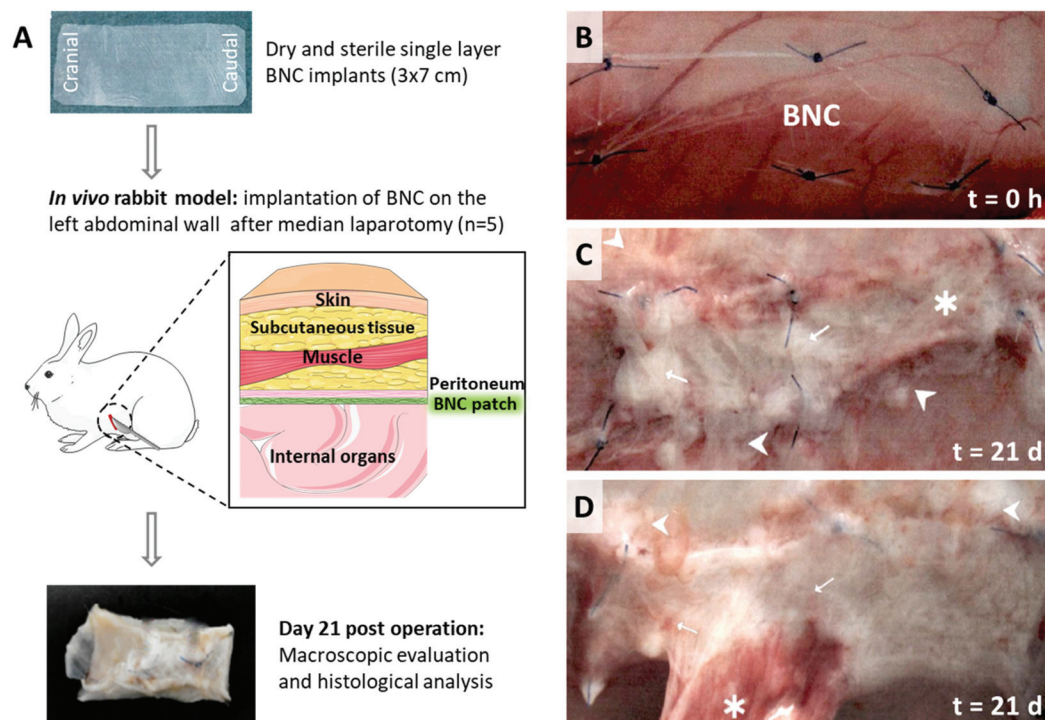 A
Cranial
Caudal
Dry and sterile single layer
BNC implants (3x7 cm)
In vivo rabbit model: implantation of BNC on the
left abdominal wall after median laparotomy (n=5)
Skin
Subcutaneous tissue
Muscle
Peritoneum
BNC patch
Internal organs
Day 21 post operation:
Macroscopic evaluation
and histological analysis
B
BNC
t = 0 h
C
*
t = 21 d
D
*
t = 21 d